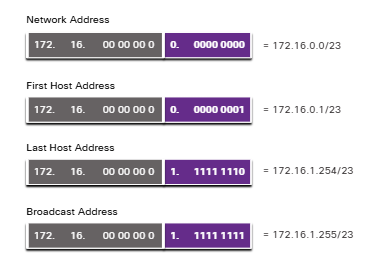 Network Address
172. 16. 00 00 00 0 0. 0000 0000 = 172.16.0.0/23
First Host Address
172. 16. 00 00 00 0 0. 0000 0001 = 172.16.0.1/23
Last Host Address
172. 16. 00 00 00 0 1. 1111 1110 = 172.16.1.254/23
Broadcast Address
172. 16. 00 00 00 0 1. 1111 1111 = 172.16.1.255/23